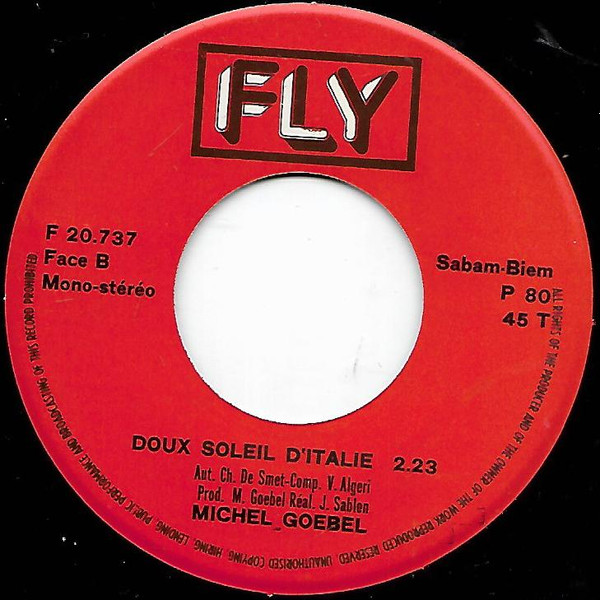 FLY
F 20.737
Face B
Mono-stéréo
Sabam-Biem
P 80
45 T
DOUX SOLEIL D'ITALIE 2.23
Aut. Ch. De Smet-Comp. V. Algeri
Prod. M. Goebel Réal. J. Sablen
MICHEL GOEBEL
ALL RIGHTS OF THE PRODUCER AND OF THE OWNER OF THE WORK REPRODUCED RESERVED. UNAUTHORISED COPYING, HIRING, LENDING, PUBLIC PERFORMANCE AND BROADCASTING OF THIS RECORD PROHIBITED